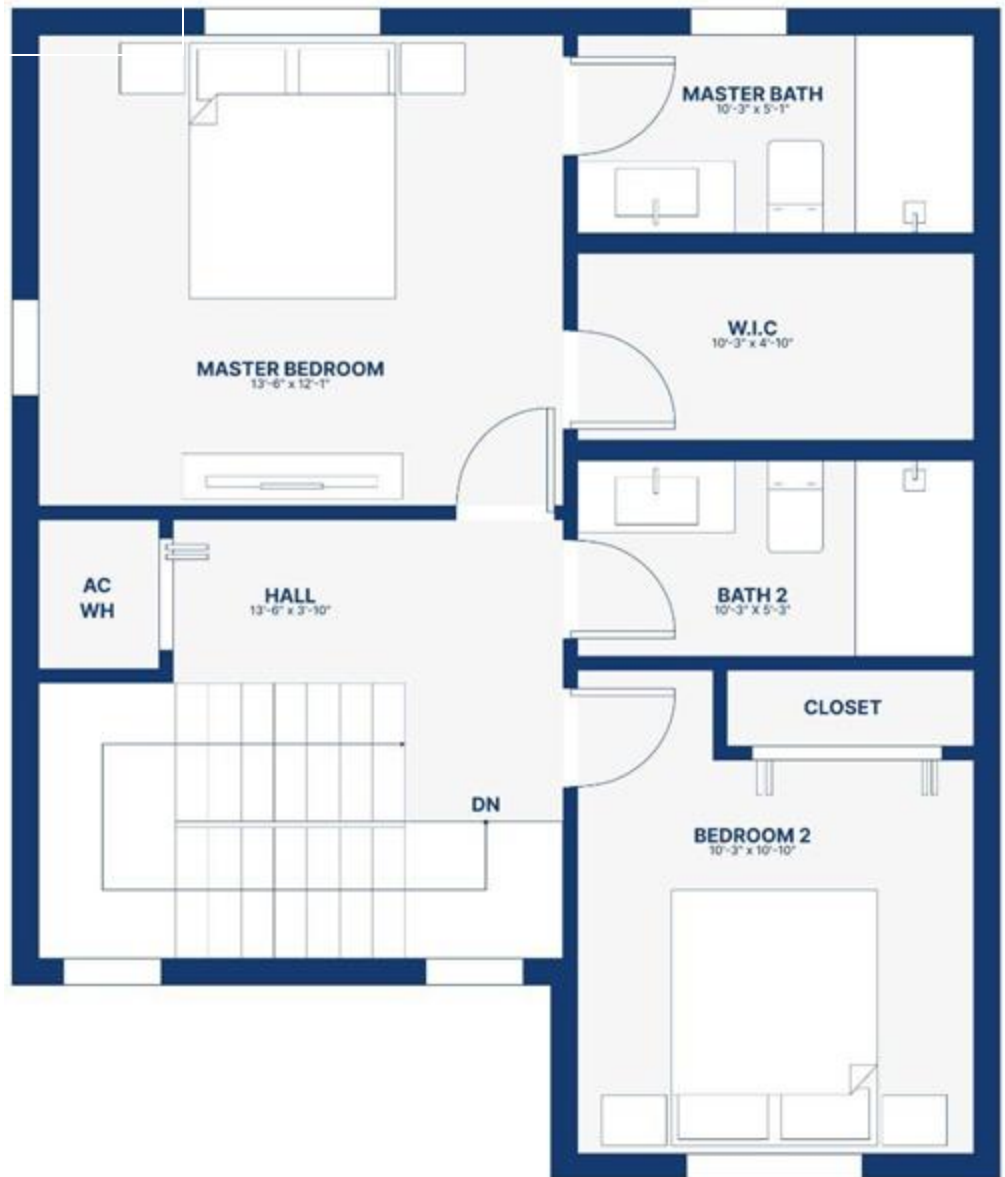 MASTER BATH
10'-3" x 5'-1"
W.I.C
10'-3" x 4'-10"
MASTER BEDROOM
13'-6" x 12'-1"
AC
WH
HALL
13'-6" x 3'-10"
BATH 2
10'-3" X 5'-3"
CLOSET
DN
BEDROOM 2
10'-3" x 10'-10"